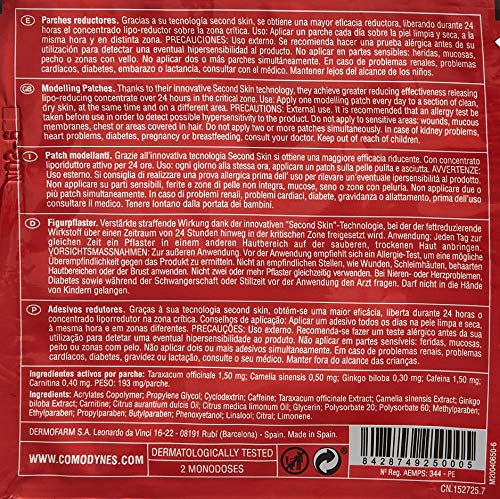 E Parches reductores. Gracias a su tecnología second skin, se obtiene una mayor eficacia reductora, liberando durante 24
horas el concentrado lipo-reductor sobre la zona crítica. Uso: Aplicar un parche cada día sobre la piel limpia y seca, a la
misma hora y en distinta zona. PRECAUCIONES: Uso externo. Se recomienda hacer una prueba alérgica antes de su
utilización para detectar una eventual hipersensibilidad al producto. No aplicar en partes sensibles: heridas, mucosas,
pecho o zonas con vello. No aplicar dos o más parches simultáneamente. En caso de problemas renales, problemas
cardíacos, diabetes, embarazo o lactancia, consultar con el médico. Mantener lejos del alcance de los niños.
GB Modelling Patches. Thanks to their innovative Second Skin technology, they achieve greater reducing effectiveness releasing
lipo-reducing concentrate over 24 hours in the critical zone. Use: Apply one modelling patch every day to a section of clean,
dry skin, at the same time and on a different area. PRECAUTIONS: External use. It is recommended that an allergy test be
taken before use in order to detect possible hypersensitivity to the product. Do not apply to sensitive areas: wounds, mucous
membranes, chest or areas covered in hair. Do not apply two or more patches simultaneously. In case of kidney problems,
heart problems, diabetes, pregnancy or breastfeeding, consult your doctor. Keep out of reach of children.
I Patch modellanti. Grazie all'innovativa tecnologia Second Skin si ottiene una maggiore efficacia riducente. Con concentrato
liporiduttore attivo per 24 ore. Uso: ogni giorno alla stessa ora, applicare un patch sulla pelle pulita e asciutta. AVVERTENZE:
Uso esterno. Si consiglia di realizzare una prova allergica prima dell' uso per rilevare un eventuale ipersensibilità al prodotto.
Non applicare su parti sensibili, ferite e zone di pelle non integra, mucose, seno o zone con peluria. Non applicare due o
più patch simultaneamente. In caso di problemi renali, problemi cardiaci, diabete, gravidanza o allattamento, prima dell'uso
consultare il medico. Tenere lontano dalla portata dei bambini.
D Figurpflaster. Verstärkte straffende Wirkung dank der innovativen "Second Skin"-Technologie, bei der der fettreduzierende
Wirkstoff über einen Zeitraum von 24 Stunden hinweg in der kritischen Zone freigesetzt wird. Anwendung: Jeden Tag zur
gleichen Zeit ein Pflaster in einem anderen Hautbereich auf der sauberen, trockenen Haut anbringen.
VORSICHTSMASSNAHMEN: Zur äußeren Anwendung. Es empfiehlt sich ein Allergie-Test, um eine mögliche
Überempfindlichkeit gegen das Produkt zu erkennen. Nicht an empfindlichen Stellen, wie Wunden, Schleimhäuten, behaarten
Hautbereichen oder der Brust anwenden. Nicht zwei oder mehr Pflaster gleichzeitig verwenden. Bei Nieren- oder Herzproblemen,
Diabetes sowie während der Schwangerschaft oder Stillzeit vor der Anwendung den Arzt fragen. Darf nicht in die Hände
von Kindern gelangen.
P Adesivos redutores. Graças à sua tecnologia second skin, obtém-se uma maior eficácia, liberta durante 24 horas o
concentrado liporredutor na zona crítica. Conselhos de aplicação: Aplicar um adesivo todos os dias na pele limpa e seca,
à mesma hora e em zonas diferentes. PRECAUÇÕES: Uso externo. Recomenda-se fazer um teste alérgico antes da sua
utilização para detectar uma eventual hipersensibilidade ao produto. Não aplicar em partes sensíveis: feridas, mucosas,
peito ou zonas com pelo. Não aplicar dois ou mais adesivos simultaneamente. Em caso de problemas renais, problemas
cardíacos, diabetes, gravidez ou lactação, consulte o seu médico. Manter fora do alcance das crianças.
Ingredientes activos por parche: Taraxacum officinale 1,50 mg; Camelia sinensis 0,50 mg; Ginkgo biloba 0,30 mg; Cafeina 1,50 mg;
Carnitina 0,40 mg. PESO: 193 mg/parche.
Ingredients: Acrylates Copolymer; Propylene Glycol; Cyclodextrin; Caffeine; Taraxacum officinale Extract; Camellia sinensis Extract; Ginkgo
biloba Extract; Carnitine; Citrus aurantium dulcis Oil; Citrus medica limonum Oil; Glycerin; Polysorbate 20; Polysorbate 60; Methylparaben;
Ethylparaben; Propylparaben; Butylparaben; Phenoxyetanol; Linalool; Citral; Limonene.
DERMOFARM S.A. Leonardo da Vinci 16-22 - 08191 Rubí (Barcelona) - Spain. Made in Spain.
WWW.COMODYNES.COM
DERMATOLOGICALLY TESTED
2 MONODOSES
8 428749 250005
Nº Reg. AEMPS: 344 - PE
CN.152725.7
M20040650-6